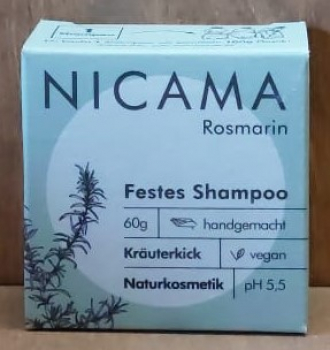 NICAMA
Rosmarin
Festes Shampoo
60g handgemacht
Kräuterkick vegan
Naturkosmetik pH 5,5